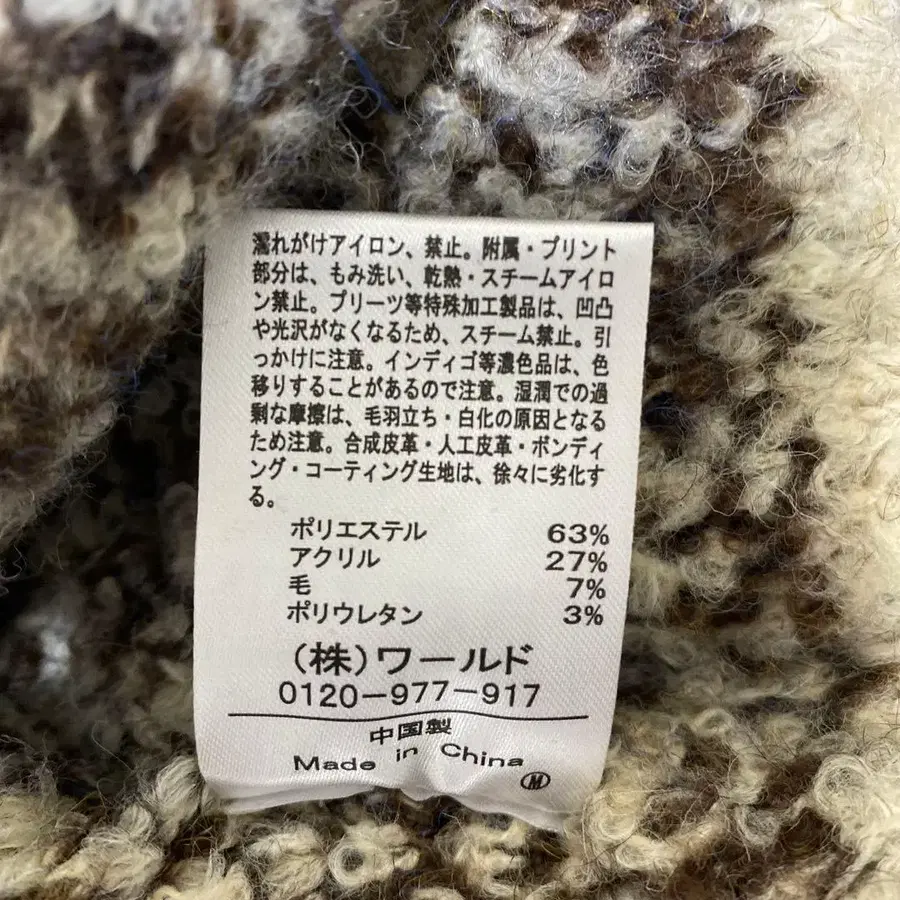 濡れがけアイロン、禁止。附属・プリント
部分は、もみ洗い、乾熱・スチームアイロ
ン禁止。プリーツ等特殊加工製品は、凹凸
や光沢がなくなるため、スチーム禁止。引
っかけに注意。インディゴ等濃色品は、色
移りすることがあるので注意。湿潤での過
剰な摩擦は、毛羽立ち・白化の原因となる
ため注意。合成皮革・人工皮革・ボンディ
ング・コーティング生地は、徐々に劣化す
る。
ポリエステル 63%
アクリル 27%
毛 7%
ポリウレタン 3%
(株)ワールド
0120-977-917
中国製
Made in China
M